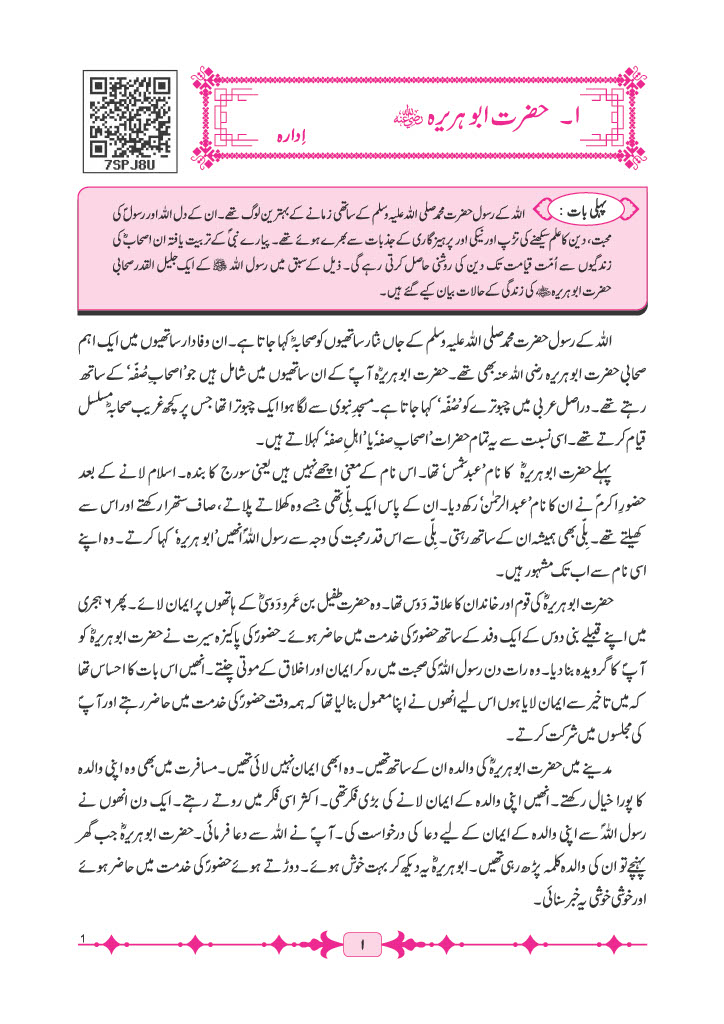 ۱۔ حضرت ابو ہریرہ رضی اللہ عنہ
اِدارہ
7SPJ8U
پہلی بات : اللہ کے رسول حضرت محمد صلی اللہ علیہ وسلم کے ساتھی زمانے کے بہترین لوگ تھے۔ ان کے دل اللہ اور رسولؐ کی
محبت، دین کا علم سیکھنے کی تڑپ اور نیکی اور پرہیز گاری کے جذبات سے بھرے ہوئے تھے۔ پیارے نبیؐ کے تربیت یافتہ ان اصحابؓ کی
زندگیوں سے اُمّت قیامت تک دین کی روشنی حاصل کرتی رہے گی۔ ذیل کے سبق میں رسول اللہ ﷺ کے ایک جلیل القدر صحابی
حضرت ابو ہریرہ رضی اللہ عنہ کی زندگی کے حالات بیان کیے گئے ہیں۔
اللہ کے رسول حضرت محمد صلی اللہ علیہ وسلم کے جاں نثار ساتھیوں کو صحابہؓ کہا جاتا ہے۔ ان وفادار ساتھیوں میں ایک اہم
صحابی حضرت ابو ہریرہ رضی اللہ عنہ بھی تھے۔ حضرت ابو ہریرہؓ آپؐ کے ان ساتھیوں میں شامل ہیں جو 'اصحابِ صُفّہ' کے ساتھ
رہتے تھے۔ دراصل عربی میں چبوترے کو 'صُفّہ' کہا جاتا ہے۔ مسجدِ نبوی سے لگا ہوا ایک چبوترا تھا جس پر کچھ غریب صحابہؓ مسلسل
قیام کرتے تھے۔ اسی نسبت سے یہ تمام حضرات 'اصحابِ صفہ' یا 'اہلِ صفہ' کہلاتے ہیں۔
پہلے حضرت ابو ہریرہؓ کا نام 'عبدِ شمس' تھا۔ اس نام کے معنی اچھے نہیں ہیں یعنی سورج کا بندہ۔ اسلام لانے کے بعد
حضورِ اکرمؐ نے ان کا نام 'عبدالرحمٰن' رکھ دیا۔ ان کے پاس ایک بِلّی تھی جسے وہ کھلاتے پلاتے، صاف ستھرا رکھتے اور اس سے
کھیلتے تھے۔ بلّی بھی ہمیشہ ان کے ساتھ رہتی۔ بلّی سے اس قدر محبت کی وجہ سے رسول اللہؐ انھیں 'ابو ہریرہ' کہا کرتے۔ وہ اپنے
اسی نام سے اب تک مشہور ہیں۔
حضرت ابو ہریرہؓ کی قوم اور خاندان کا علاقہ دَوس تھا۔ وہ حضرت طفیل بن عَمرو دَوسیؓ کے ہاتھوں پر ایمان لائے۔ پھر ۶ ہجری
میں اپنے قبیلے بنی دوس کے ایک وفد کے ساتھ حضورؐ کی خدمت میں حاضر ہوئے۔ حضورؐ کی پاکیزہ سیرت نے حضرت ابو ہریرہؓ کو
آپؐ کا گرویدہ بنا دیا۔ وہ رات دن رسول اللہؐ کی صحبت میں رہ کر ایمان اور اخلاق کے موتی چنتے۔ انھیں اس بات کا احساس تھا
کہ میں تاخیر سے ایمان لایا ہوں اس لیے انھوں نے اپنا معمول بنا لیا تھا کہ ہمہ وقت حضورؐ کی خدمت میں حاضر رہتے اور آپؐ
کی مجلسوں میں شرکت کرتے۔
مدینے میں حضرت ابو ہریرہؓ کی والدہ ان کے ساتھ تھیں۔ وہ ابھی ایمان نہیں لائی تھیں۔ مسافرت میں بھی وہ اپنی والدہ
کا پورا خیال رکھتے۔ انھیں اپنی والدہ کے ایمان لانے کی بڑی فکر تھی۔ اکثر اسی فکر میں روتے رہتے۔ ایک دن انھوں نے
رسول اللہؐ سے اپنی والدہ کے ایمان کے لیے دعا کی درخواست کی۔ آپؐ نے اللہ سے دعا فرمائی۔ حضرت ابو ہریرہؓ جب گھر
پہنچے تو ان کی والدہ کلمہ پڑھ رہی تھیں۔ ابو ہریرہؓ یہ دیکھ کر بہت خوش ہوئے۔ دوڑتے ہوئے حضورؐ کی خدمت میں حاضر ہوئے
اور خوشی خوشی یہ خبر سنائی۔
۱
1